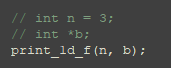 // int n = 3;
// int *b;
print_1d_f(n, b);